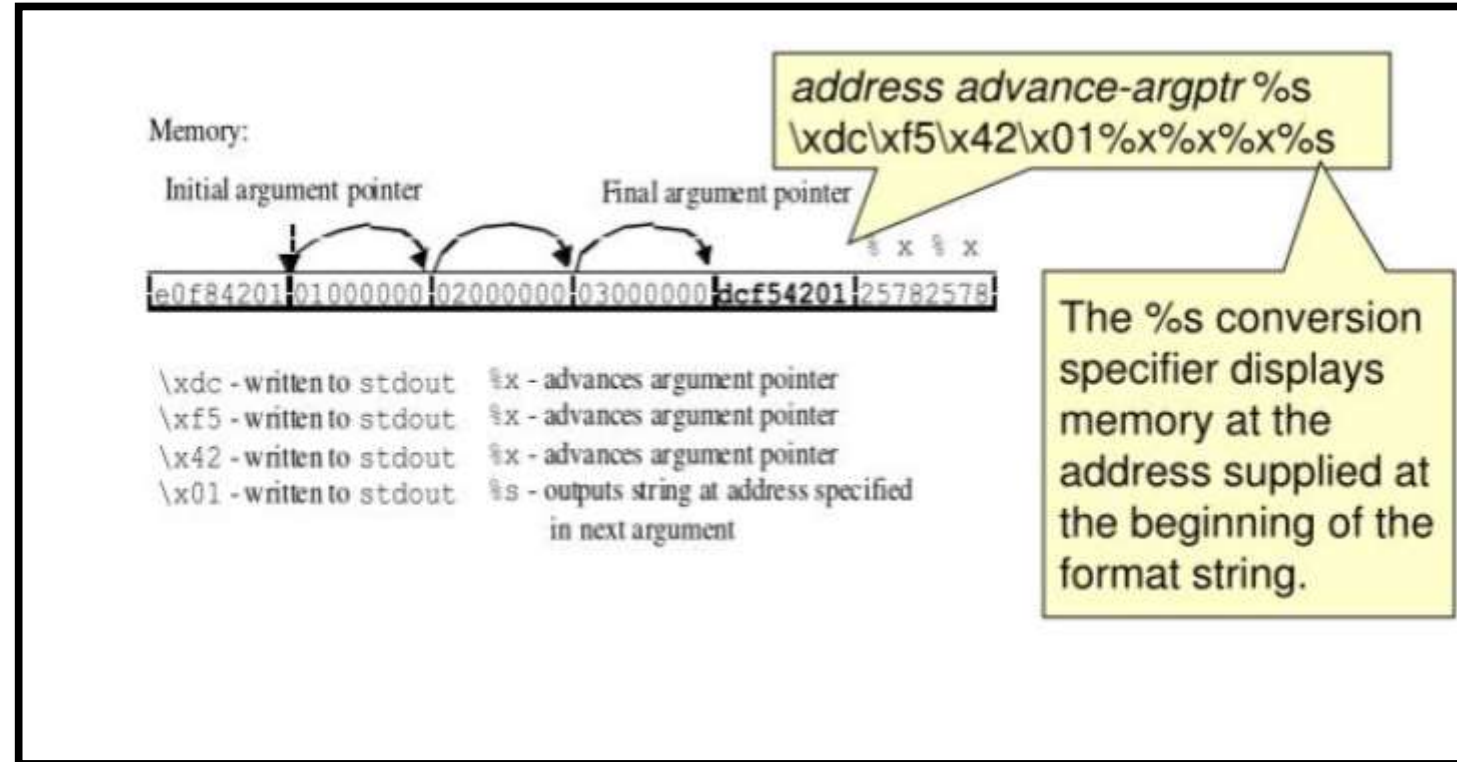 address advance-argptr %s
\xdc\xf5\x42\x01%x%x%x%s
Memory:
Initial argument pointer
Final argument pointer
% x % x
e0f84201 01000000 02000000 03000000 dcf54201 25782578
\xdc - written to stdout %x - advances argument pointer
\xf5 - written to stdout %x - advances argument pointer
\x42 - written to stdout %x - advances argument pointer
\x01 - written to stdout %s - outputs string at address specified
in next argument
The %s conversion
specifier displays
memory at the
address supplied at
the beginning of the
format string.